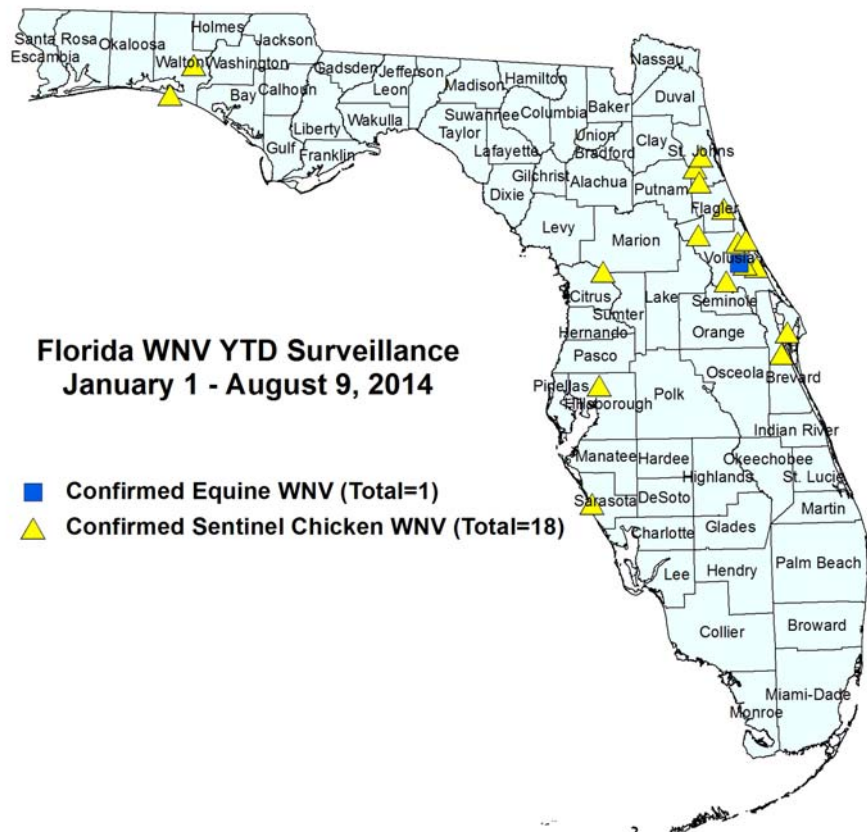 Holmes
Jackson
Santa Rosa
Okaloosa
Escambia
Walton
Washington
Gadsden
Jefferson
Leon
Madison
Hamilton
Nassau
Duval
Bay
Calhoun
Liberty
Wakulla
Gulf
Franklin
Suwannee
Taylor
Columbia
Baker
Union
Bradford
Clay
St. Johns
Lafayette
Gilchrist
Dixie
Alachua
Putnam
Flagler
Levy
Marion
Volusia
Citrus
Lake
Sumter
Seminole
Hernando
Orange
Pasco
Osceola
Brevard
Florida WNV YTD Surveillance
January 1 - August 9, 2014
Pinellas
Hillsborough
Polk
Indian River
Manatee
Hardee
Highlands
Okeechobee
St. Lucie
Confirmed Equine WNV (Total=1)
Confirmed Sentinel Chicken WNV (Total=18)
Sarasota
DeSoto
Martin
Charlotte
Glades
Lee
Hendry
Palm Beach
Collier
Broward
Miami-Dade
Monroe